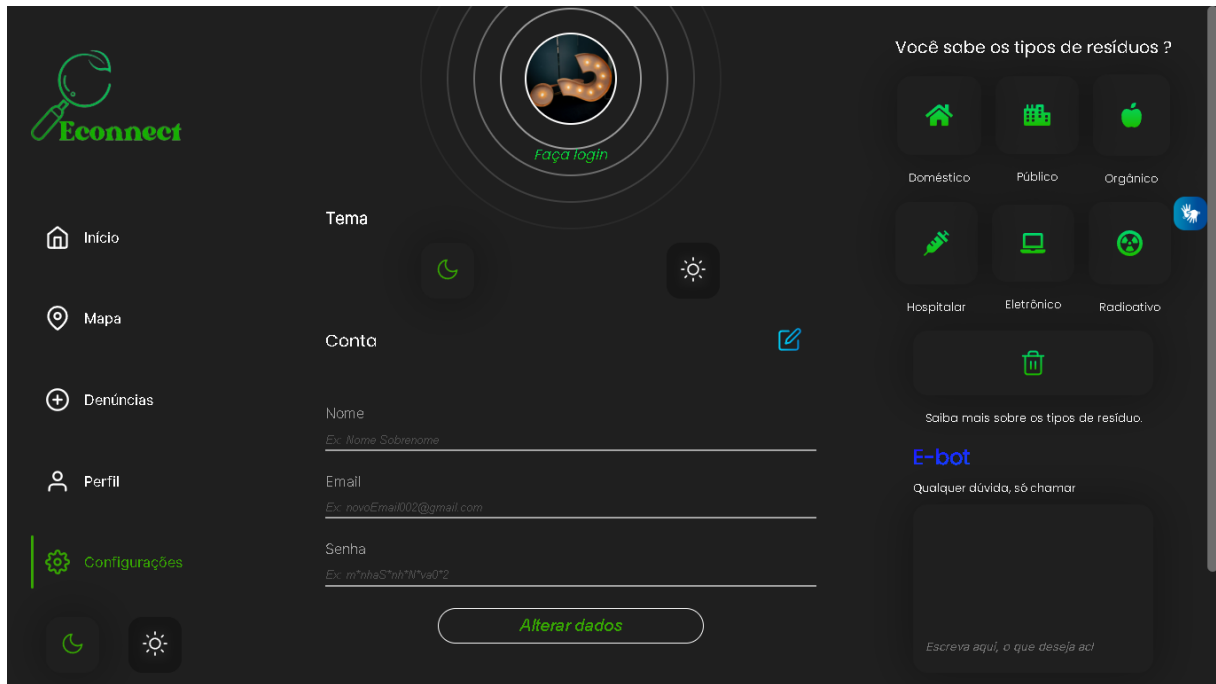 Econnect
Início
Mapa
Denúncias
Perfil
Configurações
Faça login
Tema
Conta
Nome
Ex: Nome Sobrenome
Email
Ex: novoEmail002@gmail.com
Senha
Ex: m*nhaS*nh*N*va0*2
Alterar dados
Você sabe os tipos de resíduos ?
Doméstico Público Orgânico
Hospitalar Eletrônico Radioativo
Saiba mais sobre os tipos de resíduo.
E-bot
Qualquer dúvida, só chamar
Escreva aqui, o que deseja